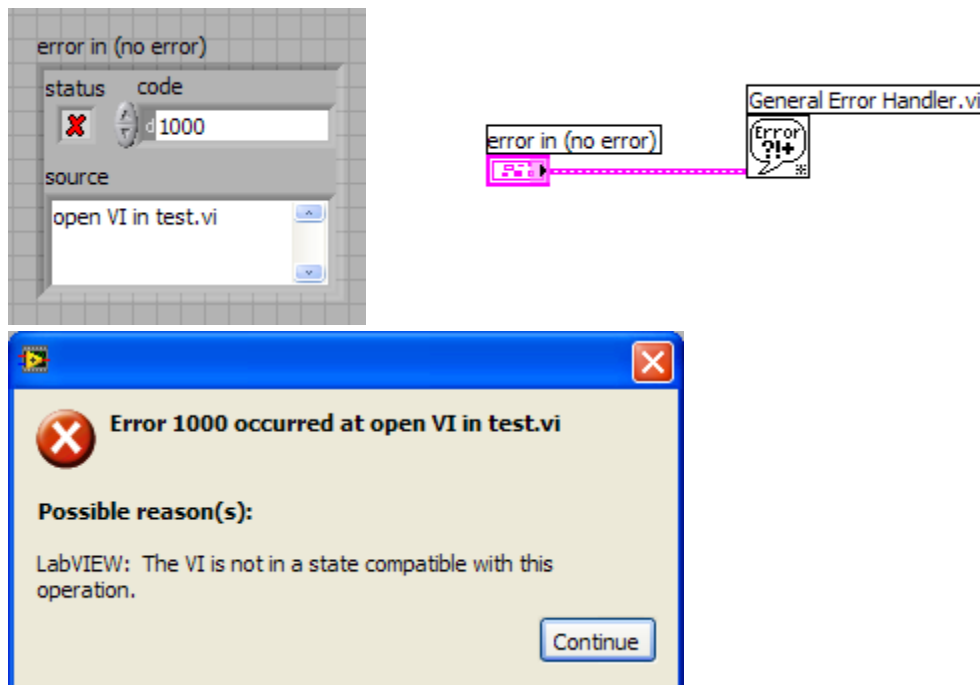 error in (no error)
status code
d 1000
source
open VI in test.vi
General Error Handler.vi
Error
?!+
error in (no error)
Error 1000 occurred at open VI in test.vi
Possible reason(s):
LabVIEW: The VI is not in a state compatible with this
operation.
Continue